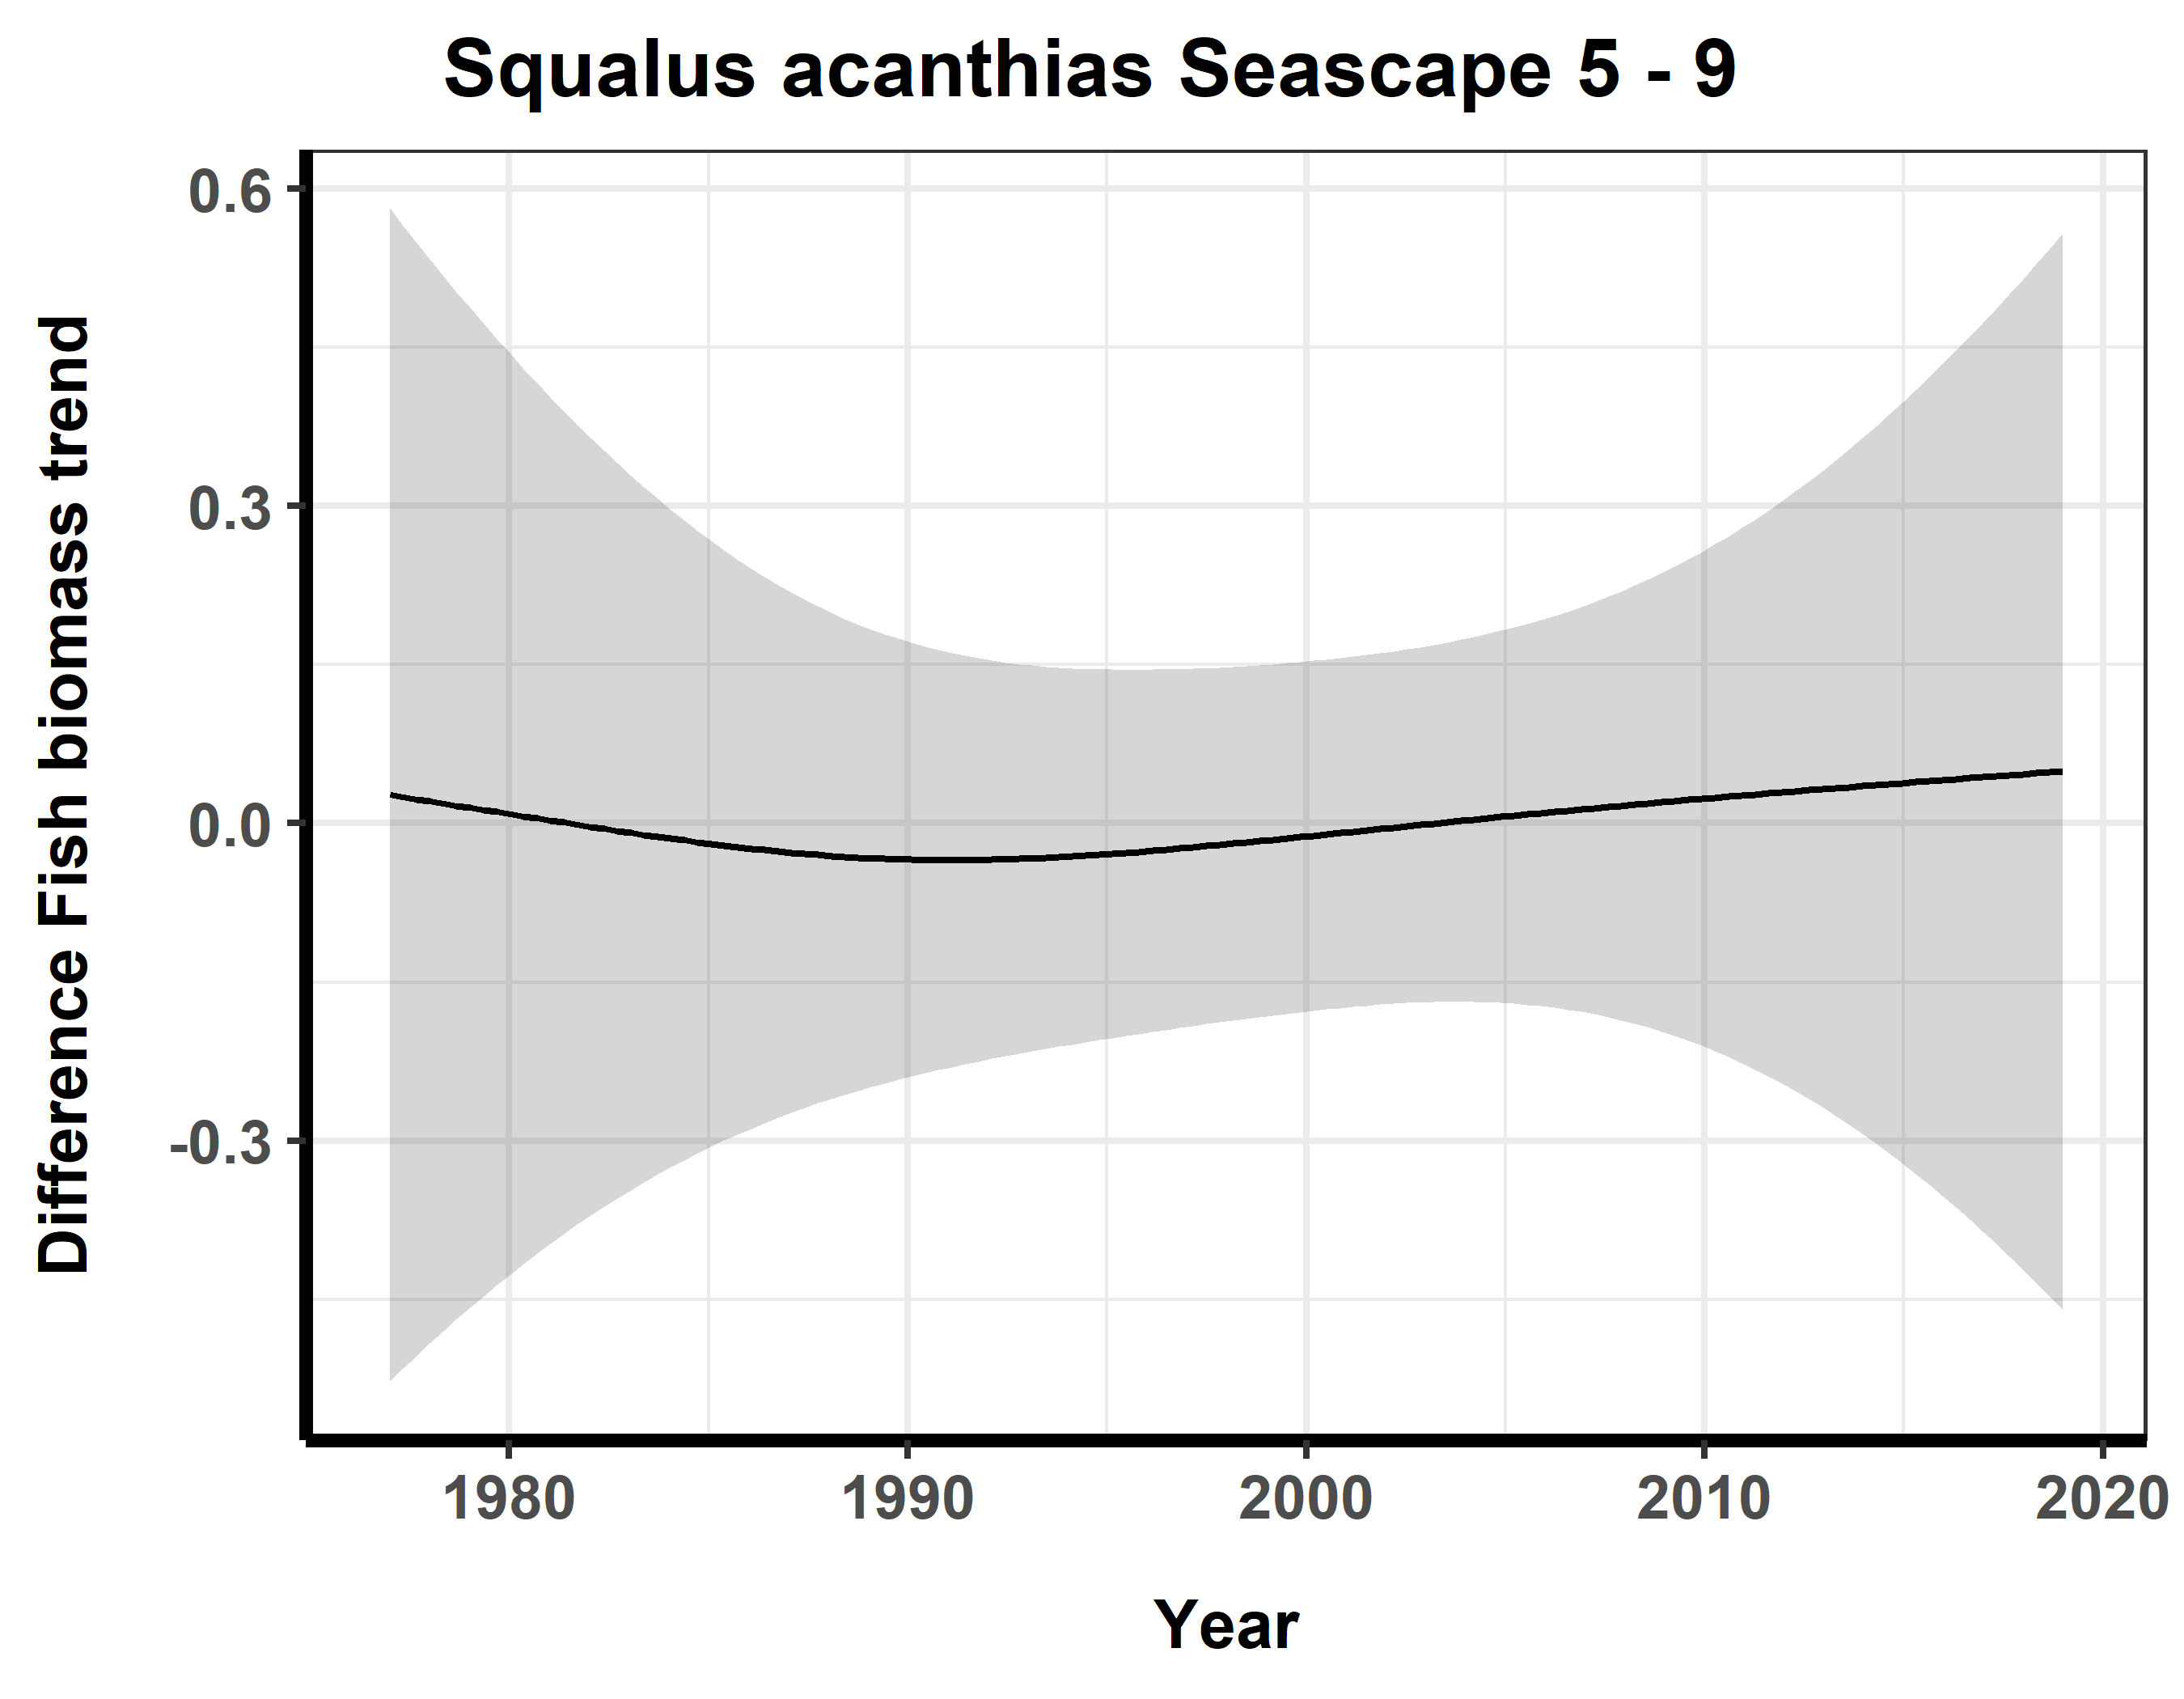 Squalus acanthias Seascape 5 - 9
Difference Fish biomass trend
0.6
0.3
0.0
-0.3
1980 1990 2000 2010 2020
Year